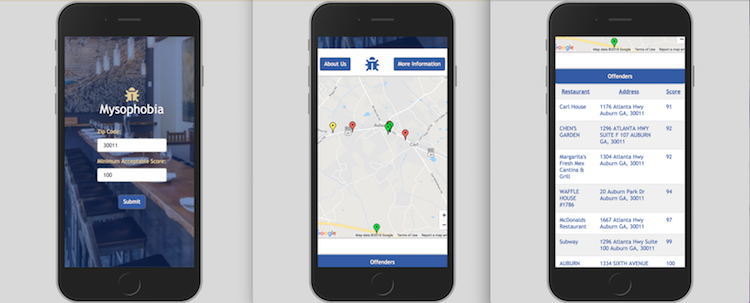 Mysophobia
Zip Code:
30011
Minimum Acceptable Score:
100
Submit
About Us
More Information
Auburn
Carl
Google
Map data ©2018 Google Terms of Use Report a map error
Offenders
Google
Map data ©2018 Google Terms of Use Report a map error
Offenders
Restaurant Address Score
Carl House 1176 Atlanta Hwy 91
Auburn GA, 30011
CHEN'S 1296 ATLANTA HWY 92
GARDEN SUITE F 107 AUBURN
GA, 30011
Margarita's 1304 Atlanta Hwy 92
Fresh Mex Auburn GA, 30011
Cantina &
Grill
WAFFLE 20 Auburn Park Dr 94
HOUSE Auburn GA, 30011
#1786
McDonalds 1667 Atlanta Hwy 97
Restaurant Auburn GA, 30011
Subway 1296 Atlanta Hwy Suite 99
100 Auburn GA, 30011
AUBURN 1334 SIXTH AVENUE 100